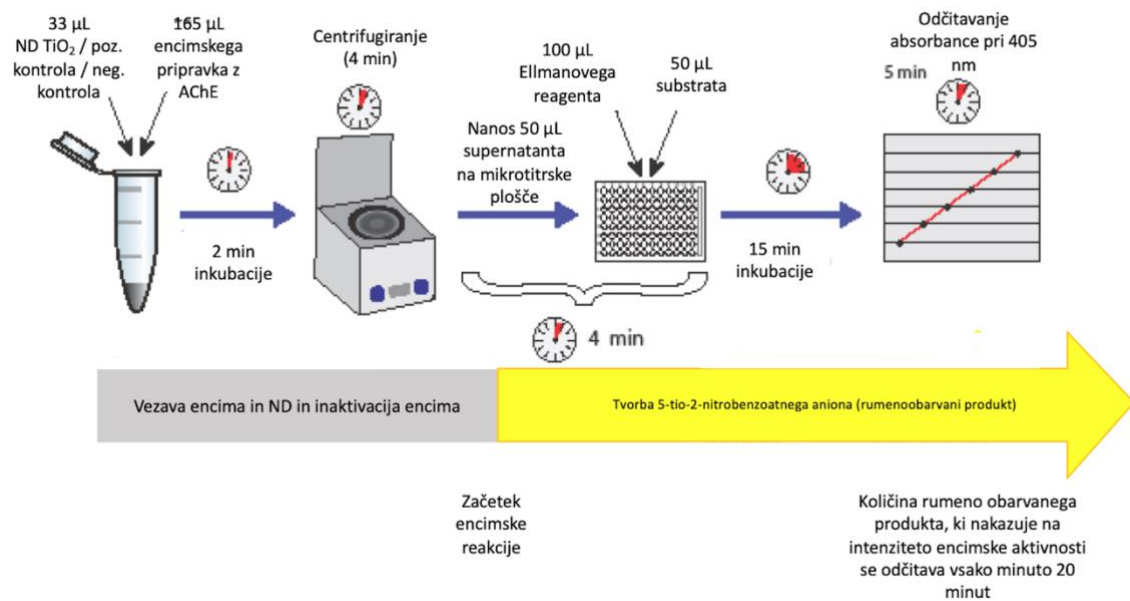 33 µL
ND TiO₂ / poz.
kontrola / neg.
kontrola
165 µL
encimskega
pripravka z
AChE
2 min
inkubacije
Centrifugiranje
(4 min)
Nanos 50 µL
supernatanta
na mikrotitrske
plošče
100 µL
Ellmanovega
reagenta
50 µL
substrata
4 min
15 min
inkubacije
Odčitavanje
absorbance pri 405
nm
5 min
Vezava encima in ND in inaktivacija encima
Tvorba 5-tio-2-nitrobenzoatnega aniona (rumenoobarvani produkt)
Začetek
encimske
reakcije
Količina rumeno obarvanega
produkta, ki nakazuje na
intenziteto encimske aktivnosti
se odčitava vsako minuto 20
minut